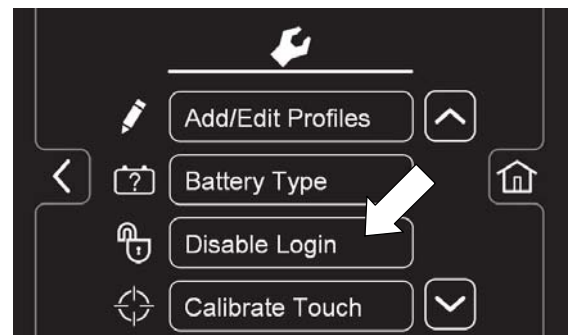 Add/Edit Profiles
Battery Type
Disable Login
Calibrate Touch